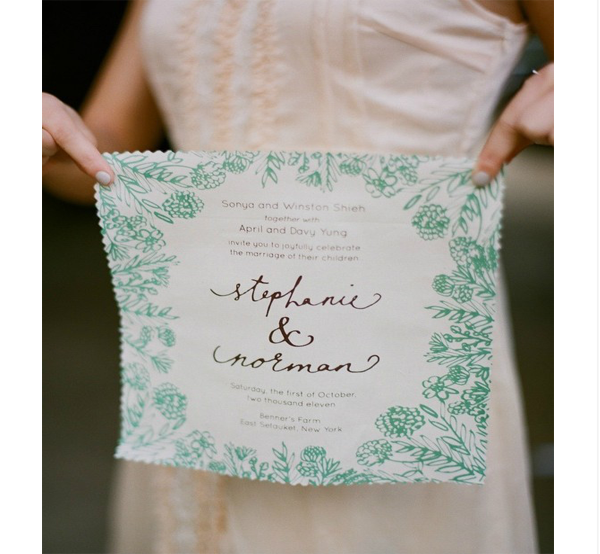 Sonya and Winston Shieh
together with
April and Davy Yung
invite you to joyfully celebrate
the marriage of their children
stephanie
&
norman
Saturday, the first of October,
two thousand eleven
Benner's Farm
East Setauket, New York